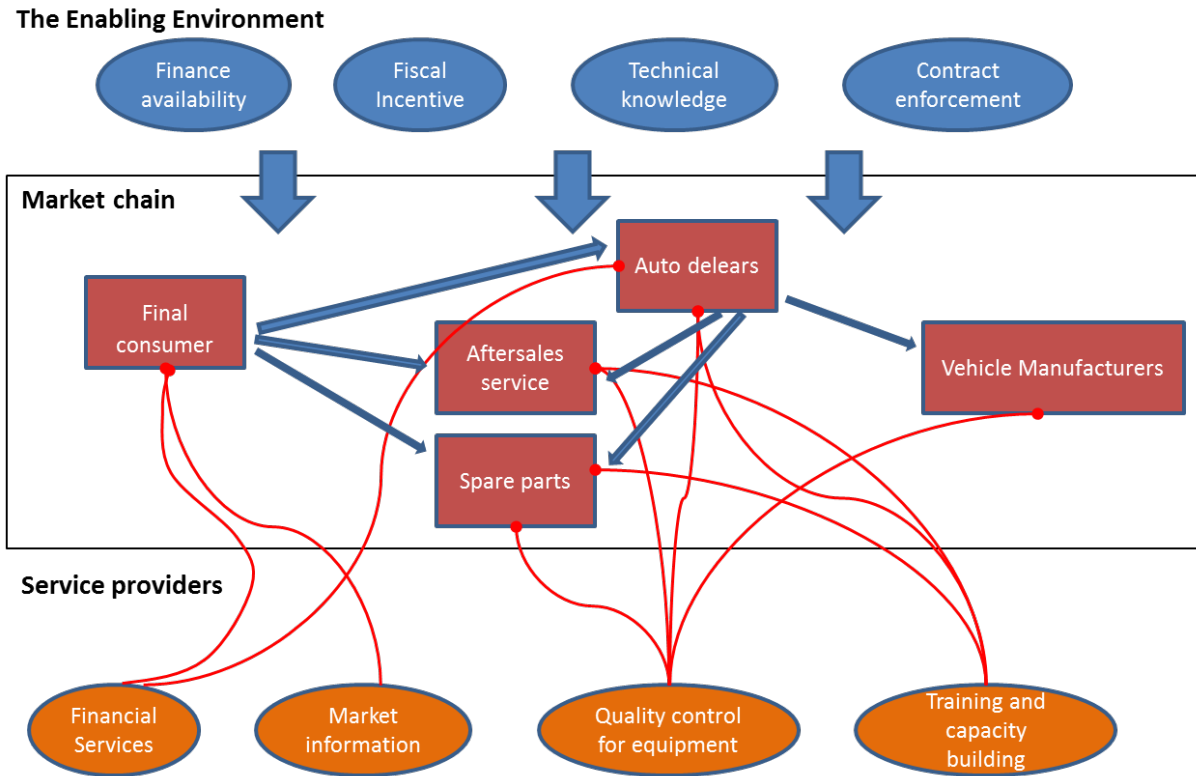 The Enabling Environment
Finance
availability
Fiscal
Incentive
Technical
knowledge
Contract
enforcement
Market chain
Auto delears
Final
consumer
Aftersales
service
Vehicle Manufacturers
Spare parts
Service providers
Financial
Services
Market
information
Quality control
for equipment
Training and
capacity
building